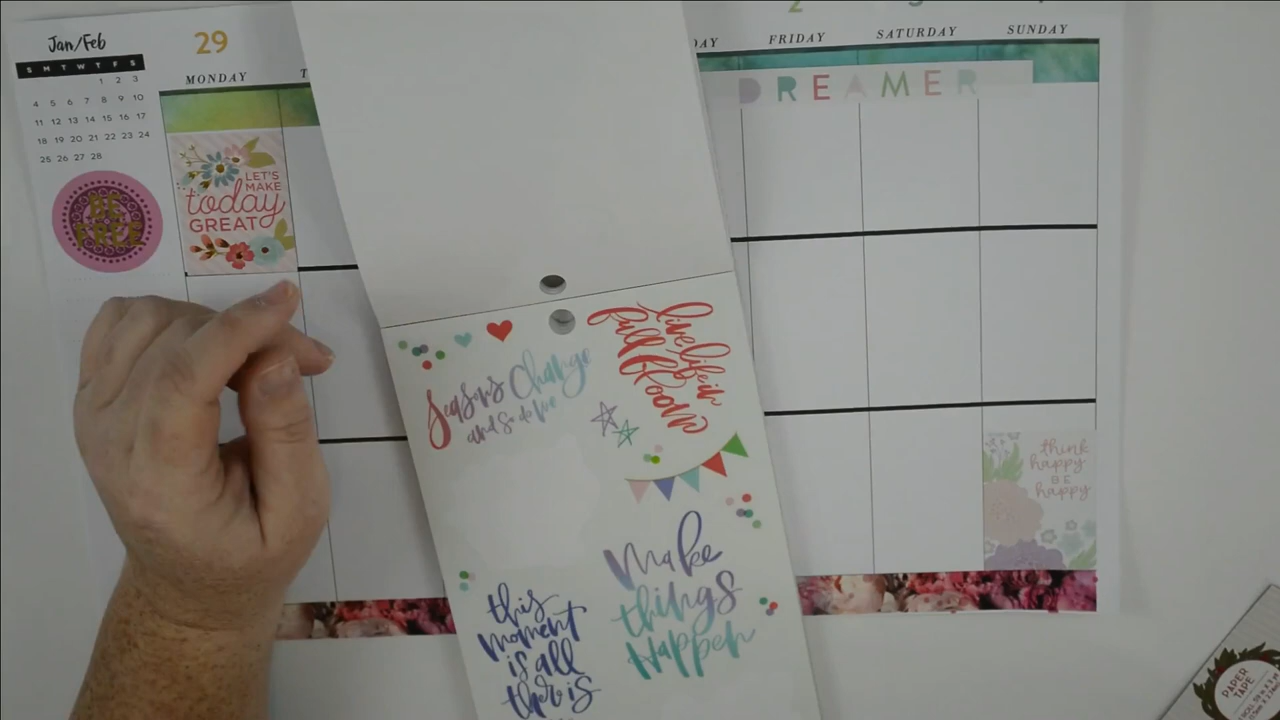 Jan/Feb
S M T W T F S
1 2 3
4 5 6 7 8 9 10
11 12 13 14 15 16 17
18 19 20 21 22 23 24
25 26 27 28
BE
FREE
29
MONDAY
T
LET'S
MAKE
today
GREAT
2
DAY
FRIDAY
SATURDAY
SUNDAY
DREAMER
Seasons Change
and so do we
live life in
full bloom
Make
things
Happen
this
moment
is all
there is
think
happy
BE
happy
PAPER
TAPE